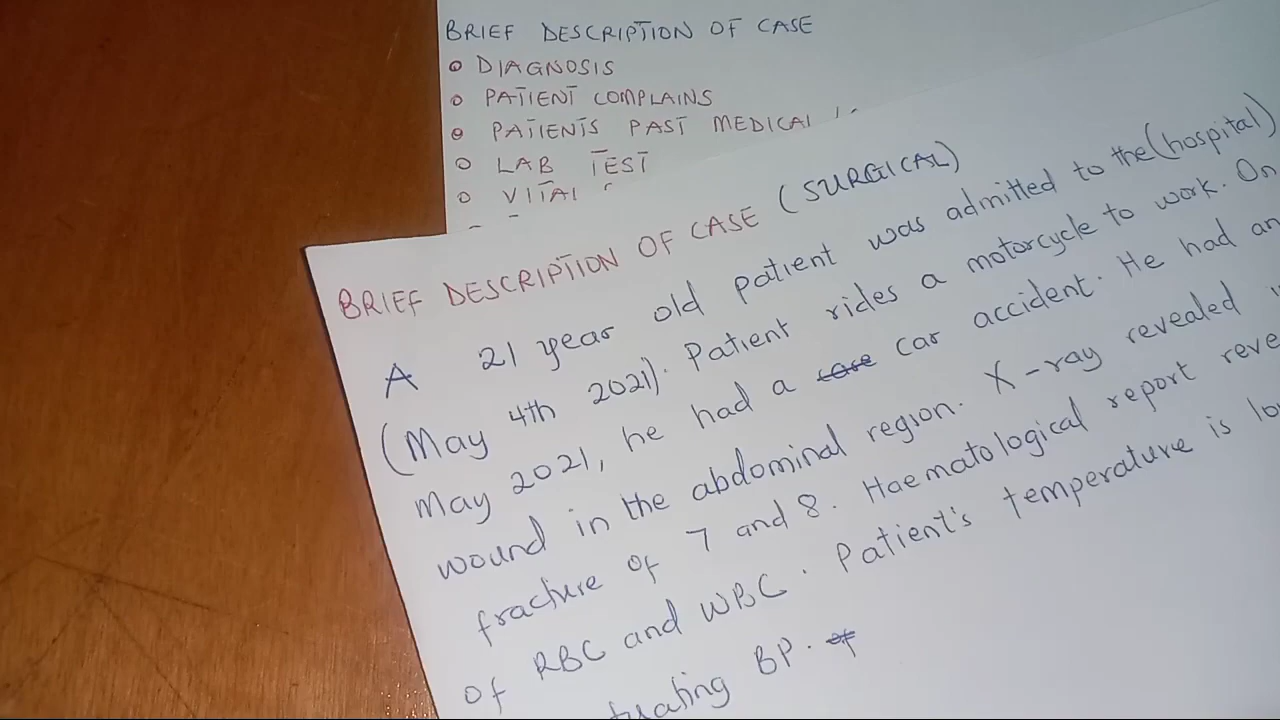 BRIEF DESCRIPTION OF CASE
DIAGNOSIS
PATIENT COMPLAINS
PATIENTS PAST MEDICAL
LAB TEST
VITAL
BRIEF DESCRIPTION OF CASE (SURGICAL)
A 21 year old patient was admitted to the (hospital)
(May 4th 2021). Patient rides a motorcycle to work. On
May 2021, he had a case car accident. He had an
wound in the abdominal region. X-ray revealed
fracture of 7 and 8. Haematological report
of RBC and WBC. Patient's temperature is
BP. of